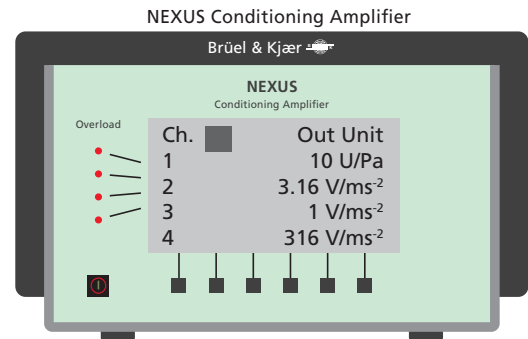 NEXUS Conditioning Amplifier
Brüel & Kjær
NEXUS
Conditioning Amplifier
Overload
Ch. Out Unit
1 10 U/Pa
2 3.16 V/ms⁻²
3 1 V/ms⁻²
4 316 V/ms⁻²